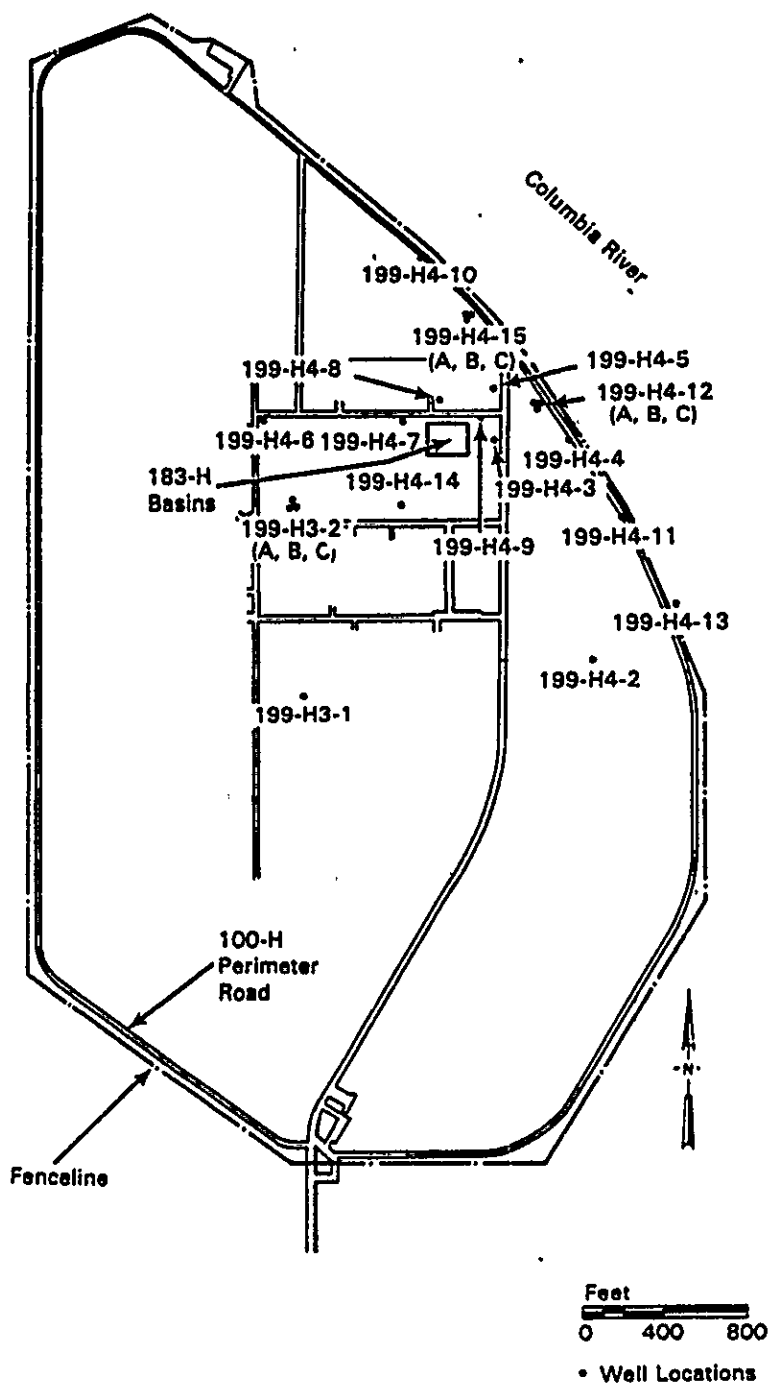 Columbia River
199-H4-10
199-H4-15
(A, B, C)
199-H4-5
199-H4-8
199-H4-12
(A, B, C)
199-H4-6
199-H4-7
199-H4-4
183-H
Basins
199-H4-14
199-H4-3
199-H3-2
(A, B, C)
199-H4-9
199-H4-11
199-H4-13
199-H4-2
199-H3-1
100-H
Perimeter
Road
-N-
Fenceline
Feet
0 400 800
• Well Locations